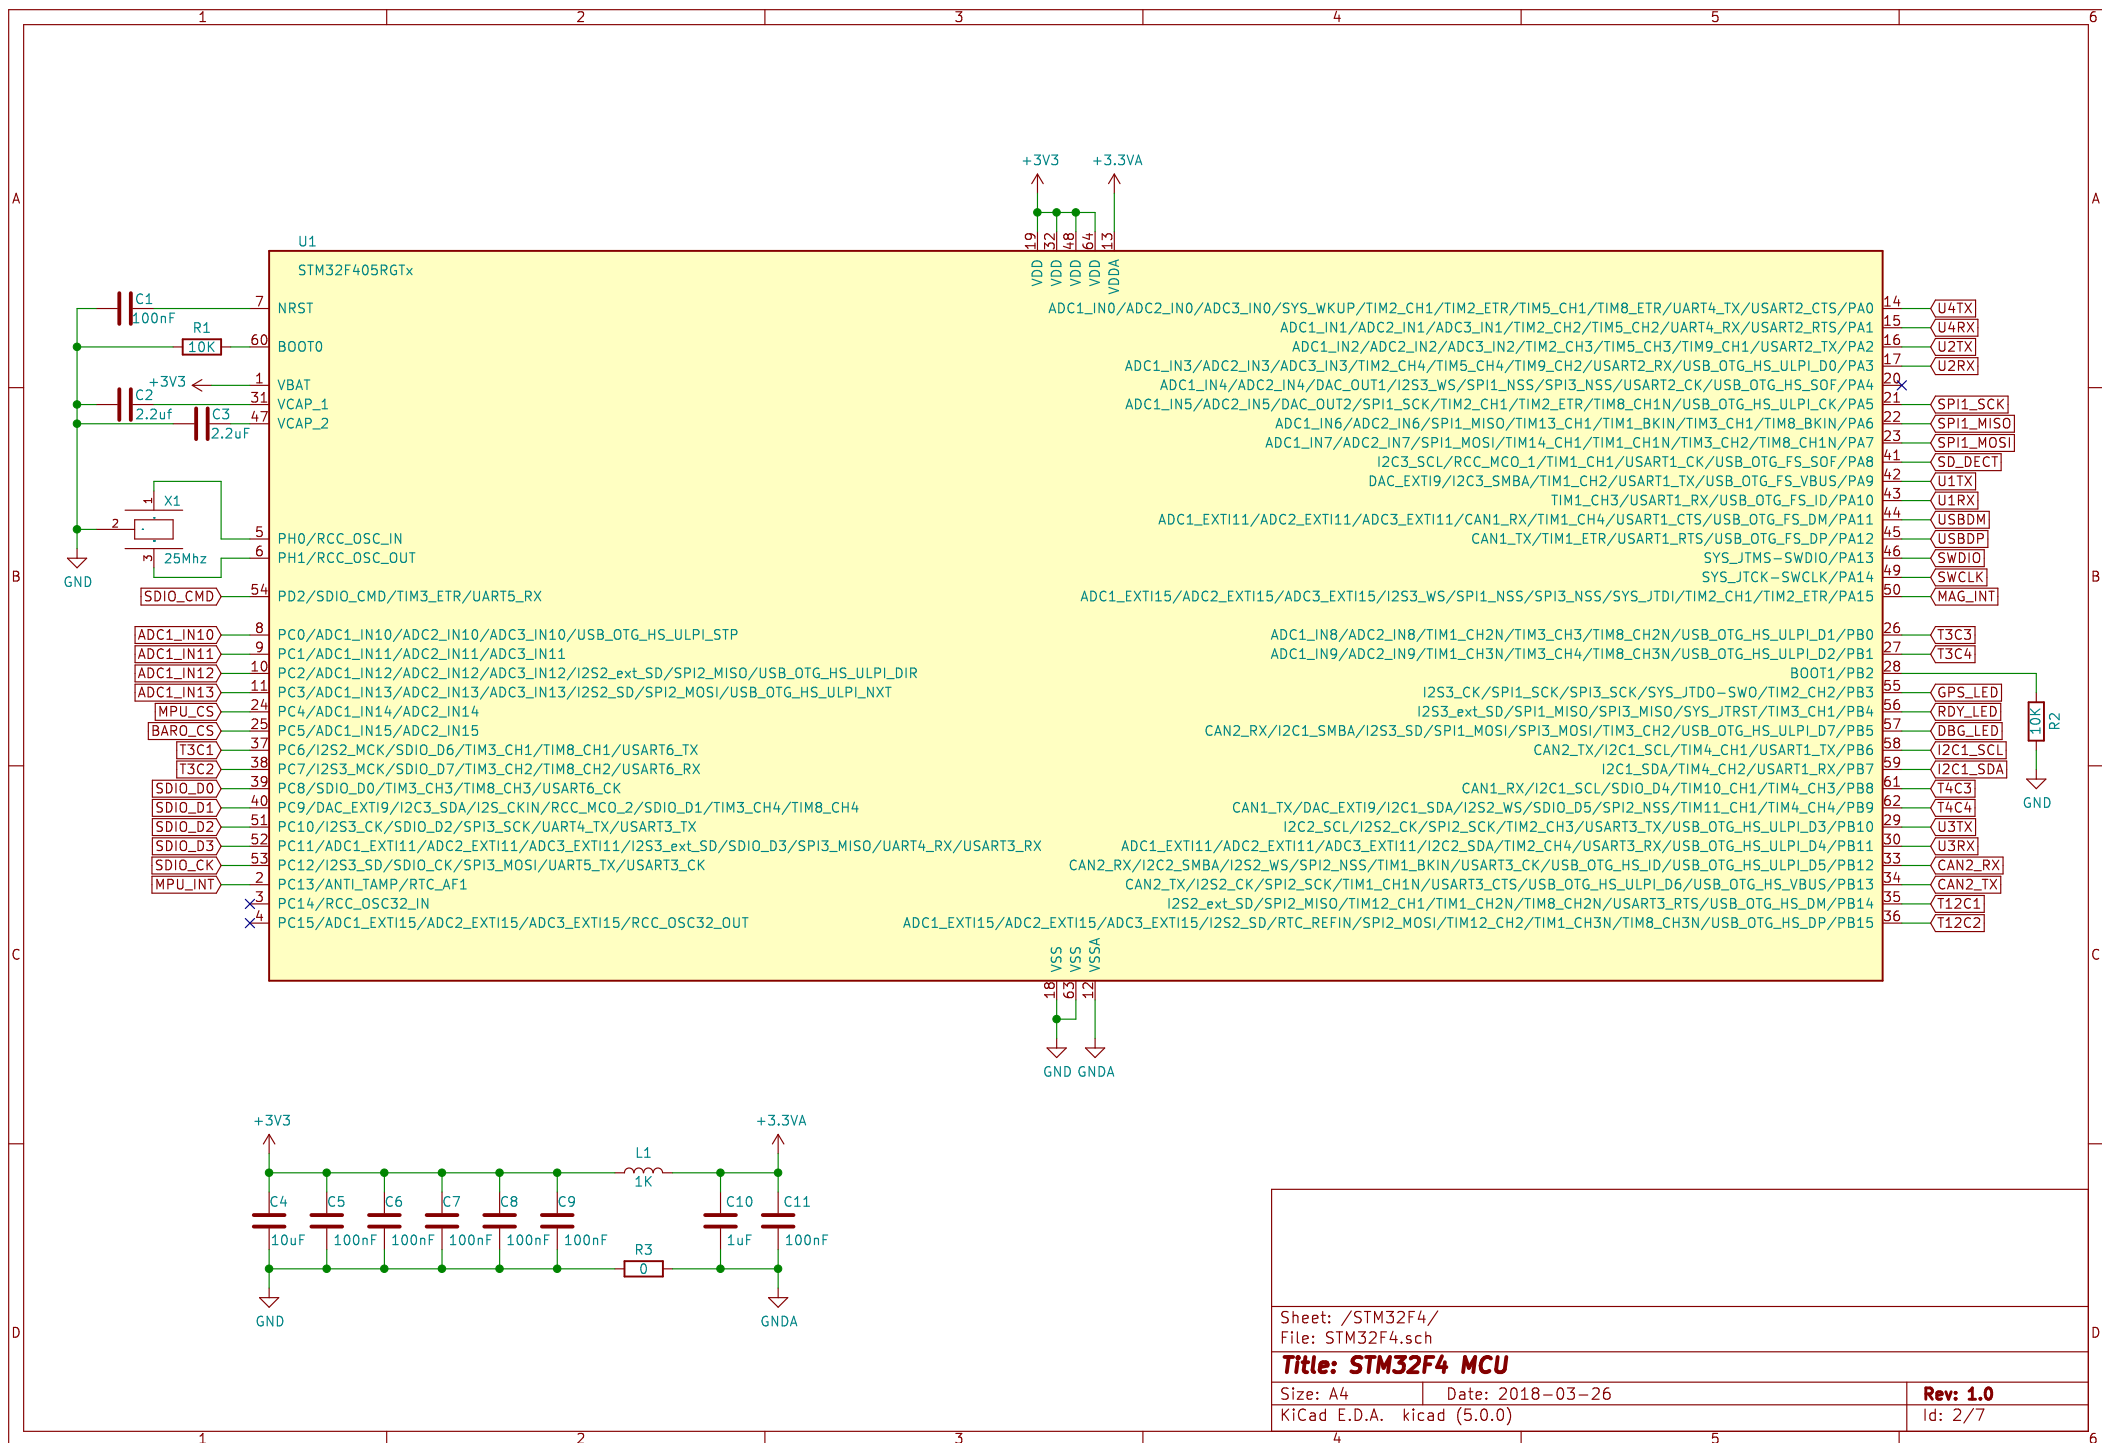 1 2 3 4 5 6
A A
B B
C C
D D
+3V3 +3.3VA
19 32 48 64 13
VDD VDD VDD VDD VDDA
U1
STM32F405RGTx
C1
100nF
7 NRST
R1
10K
60 BOOT0
+3V3
1 VBAT
C2
2.2uf
31 VCAP_1
C3
2.2uF
47 VCAP_2
1 X1
2
3 25Mhz
GND
5 PH0/RCC_OSC_IN
6 PH1/RCC_OSC_OUT
SDIO_CMD 54 PD2/SDIO_CMD/TIM3_ETR/UART5_RX
ADC1_IN10 8 PC0/ADC1_IN10/ADC2_IN10/ADC3_IN10/USB_OTG_HS_ULPI_STP
ADC1_IN11 9 PC1/ADC1_IN11/ADC2_IN11/ADC3_IN11
ADC1_IN12 10 PC2/ADC1_IN12/ADC2_IN12/ADC3_IN12/I2S2_ext_SD/SPI2_MISO/USB_OTG_HS_ULPI_DIR
ADC1_IN13 11 PC3/ADC1_IN13/ADC2_IN13/ADC3_IN13/I2S2_SD/SPI2_MOSI/USB_OTG_HS_ULPI_NXT
MPU_CS 24 PC4/ADC1_IN14/ADC2_IN14
BARO_CS 25 PC5/ADC1_IN15/ADC2_IN15
T3C1 37 PC6/I2S2_MCK/SDIO_D6/TIM3_CH1/TIM8_CH1/USART6_TX
T3C2 38 PC7/I2S3_MCK/SDIO_D7/TIM3_CH2/TIM8_CH2/USART6_RX
SDIO_D0 39 PC8/SDIO_D0/TIM3_CH3/TIM8_CH3/USART6_CK
SDIO_D1 40 PC9/DAC_EXTI9/I2C3_SDA/I2S_CKIN/RCC_MCO_2/SDIO_D1/TIM3_CH4/TIM8_CH4
SDIO_D2 51 PC10/I2S3_CK/SDIO_D2/SPI3_SCK/UART4_TX/USART3_TX
SDIO_D3 52 PC11/ADC1_EXTI11/ADC2_EXTI11/ADC3_EXTI11/I2S3_ext_SD/SDIO_D3/SPI3_MISO/UART4_RX/USART3_RX
SDIO_CK 53 PC12/I2S3_SD/SDIO_CK/SPI3_MOSI/UART5_TX/USART3_CK
MPU_INT 2 PC13/ANTI_TAMP/RTC_AF1
3 PC14/RCC_OSC32_IN
4 PC15/ADC1_EXTI15/ADC2_EXTI15/ADC3_EXTI15/RCC_OSC32_OUT
ADC1_IN0/ADC2_IN0/ADC3_IN0/SYS_WKUP/TIM2_CH1/TIM2_ETR/TIM5_CH1/TIM8_ETR/UART4_TX/USART2_CTS/PA0 14 U4TX
ADC1_IN1/ADC2_IN1/ADC3_IN1/TIM2_CH2/TIM5_CH2/UART4_RX/USART2_RTS/PA1 15 U4RX
ADC1_IN2/ADC2_IN2/ADC3_IN2/TIM2_CH3/TIM5_CH3/TIM9_CH1/USART2_TX/PA2 16 U2TX
ADC1_IN3/ADC2_IN3/ADC3_IN3/TIM2_CH4/TIM5_CH4/TIM9_CH2/USART2_RX/USB_OTG_HS_ULPI_D0/PA3 17 U2RX
ADC1_IN4/ADC2_IN4/DAC_OUT1/I2S3_WS/SPI1_NSS/SPI3_NSS/USART2_CK/USB_OTG_HS_SOF/PA4 20
ADC1_IN5/ADC2_IN5/DAC_OUT2/SPI1_SCK/TIM2_CH1/TIM2_ETR/TIM8_CH1N/USB_OTG_HS_ULPI_CK/PA5 21 SPI1_SCK
ADC1_IN6/ADC2_IN6/SPI1_MISO/TIM13_CH1/TIM1_BKIN/TIM3_CH1/TIM8_BKIN/PA6 22 SPI1_MISO
ADC1_IN7/ADC2_IN7/SPI1_MOSI/TIM14_CH1/TIM1_CH1N/TIM3_CH2/TIM8_CH1N/PA7 23 SPI1_MOSI
I2C3_SCL/RCC_MCO_1/TIM1_CH1/USART1_CK/USB_OTG_FS_SOF/PA8 41 SD_DECT
DAC_EXTI9/I2C3_SMBA/TIM1_CH2/USART1_TX/USB_OTG_FS_VBUS/PA9 42 U1TX
TIM1_CH3/USART1_RX/USB_OTG_FS_ID/PA10 43 U1RX
ADC1_EXTI11/ADC2_EXTI11/ADC3_EXTI11/CAN1_RX/TIM1_CH4/USART1_CTS/USB_OTG_FS_DM/PA11 44 USBDM
CAN1_TX/TIM1_ETR/USART1_RTS/USB_OTG_FS_DP/PA12 45 USBDP
SYS_JTMS-SWDIO/PA13 46 SWDIO
SYS_JTCK-SWCLK/PA14 49 SWCLK
ADC1_EXTI15/ADC2_EXTI15/ADC3_EXTI15/I2S3_WS/SPI1_NSS/SPI3_NSS/SYS_JTDI/TIM2_CH1/TIM2_ETR/PA15 50 MAG_INT
ADC1_IN8/ADC2_IN8/TIM1_CH2N/TIM3_CH3/TIM8_CH2N/USB_OTG_HS_ULPI_D1/PB0 26 T3C3
ADC1_IN9/ADC2_IN9/TIM1_CH3N/TIM3_CH4/TIM8_CH3N/USB_OTG_HS_ULPI_D2/PB1 27 T3C4
BOOT1/PB2 28
I2S3_CK/SPI1_SCK/SPI3_SCK/SYS_JTDO-SWO/TIM2_CH2/PB3 55 GPS_LED
I2S3_ext_SD/SPI1_MISO/SPI3_MISO/SYS_JTRST/TIM3_CH1/PB4 56 RDY_LED
CAN2_RX/I2C1_SMBA/I2S3_SD/SPI1_MOSI/SPI3_MOSI/TIM3_CH2/USB_OTG_HS_ULPI_D7/PB5 57 DBG_LED
CAN2_TX/I2C1_SCL/TIM4_CH1/USART1_TX/PB6 58 I2C1_SCL
I2C1_SDA/TIM4_CH2/USART1_RX/PB7 59 I2C1_SDA
CAN1_RX/I2C1_SCL/SDIO_D4/TIM10_CH1/TIM4_CH3/PB8 61 T4C3
CAN1_TX/DAC_EXTI9/I2C1_SDA/I2S2_WS/SDIO_D5/SPI2_NSS/TIM11_CH1/TIM4_CH4/PB9 62 T4C4
I2C2_SCL/I2S2_CK/SPI2_SCK/TIM2_CH3/USART3_TX/USB_OTG_HS_ULPI_D3/PB10 29 U3TX
ADC1_EXTI11/ADC2_EXTI11/ADC3_EXTI11/I2C2_SDA/TIM2_CH4/USART3_RX/USB_OTG_HS_ULPI_D4/PB11 30 U3RX
CAN2_RX/I2C2_SMBA/I2S2_WS/SPI2_NSS/TIM1_BKIN/USART3_CK/USB_OTG_HS_ID/USB_OTG_HS_ULPI_D5/PB12 33 CAN2_RX
CAN2_TX/I2S2_CK/SPI2_SCK/TIM1_CH1N/USART3_CTS/USB_OTG_HS_ULPI_D6/USB_OTG_HS_VBUS/PB13 34 CAN2_TX
I2S2_ext_SD/SPI2_MISO/TIM12_CH1/TIM1_CH2N/TIM8_CH2N/USART3_RTS/USB_OTG_HS_DM/PB14 35 T12C1
ADC1_EXTI15/ADC2_EXTI15/ADC3_EXTI15/I2S2_SD/RTC_REFIN/SPI2_MOSI/TIM12_CH2/TIM1_CH3N/TIM8_CH3N/USB_OTG_HS_DP/PB15 36 T12C2
10K R2
GND
VSS VSS VSSA
18 63 12
GND GNDA
+3V3 +3.3VA
L1
1K
C4 C5 C6 C7 C8 C9 C10 C11
10uF 100nF 100nF 100nF 100nF 100nF 1uF 100nF
R3
0
GND GNDA
Sheet: /STM32F4/
File: STM32F4.sch
Title: STM32F4 MCU
Size: A4 Date: 2018-03-26 Rev: 1.0
KiCad E.D.A. kicad (5.0.0) Id: 2/7
1 2 3 4 5 6